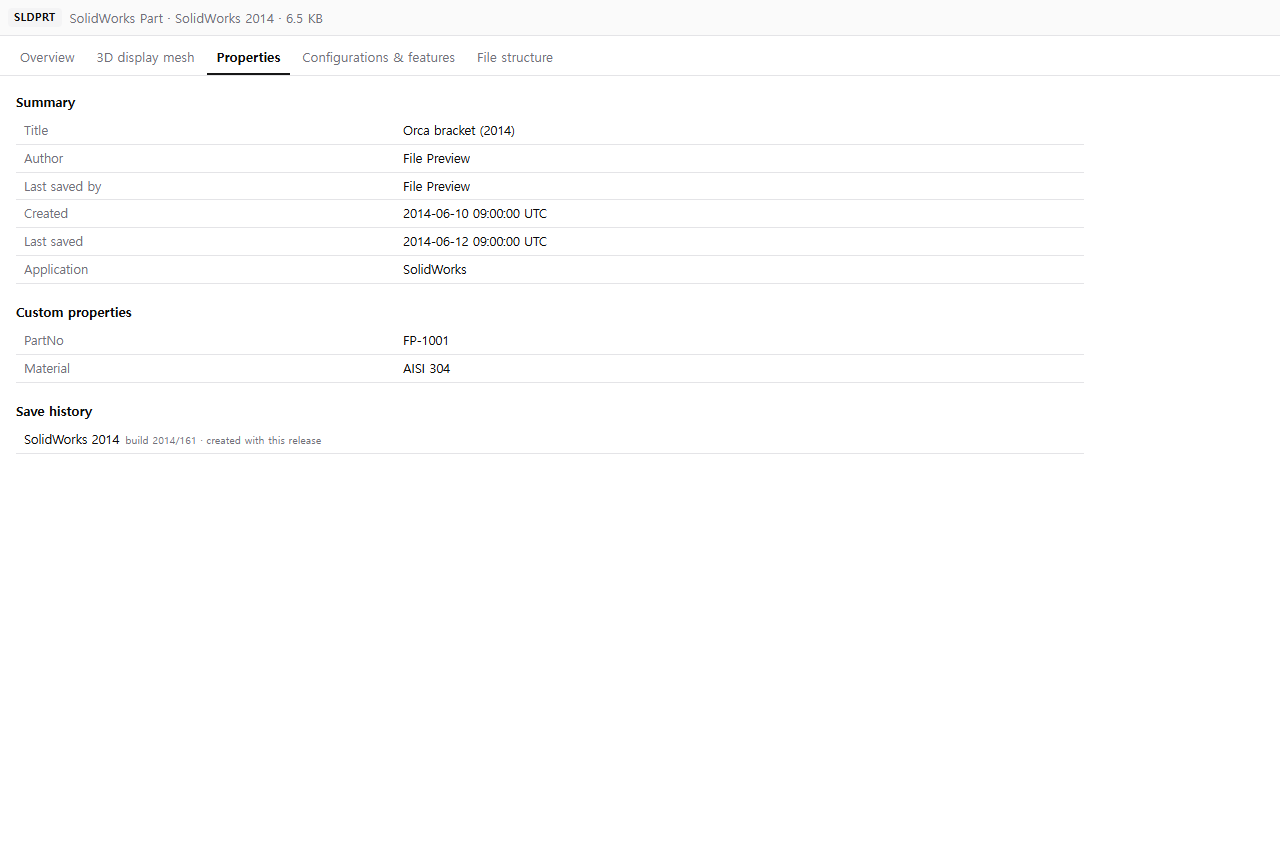 SLDPRT SolidWorks Part · SolidWorks 2014 · 6.5 KB
Overview 3D display mesh Properties Configurations & features File structure
Summary
Title Orca bracket (2014)
Author File Preview
Last saved by File Preview
Created 2014-06-10 09:00:00 UTC
Last saved 2014-06-12 09:00:00 UTC
Application SolidWorks
Custom properties
PartNo FP-1001
Material AISI 304
Save history
SolidWorks 2014 build 2014/161 · created with this release